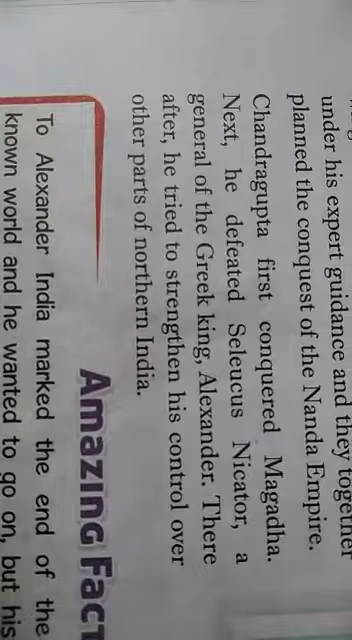 under his expert guidance and they together
planned the conquest of the Nanda Empire.
Chandragupta first conquered Magadha.
Next, he defeated Seleucus Nicator, a
general of the Greek king, Alexander. There
after, he tried to strengthen his control over
other parts of northern India.
Amazing Fact
To Alexander India marked the end of the
known world and he wanted to go on, but his